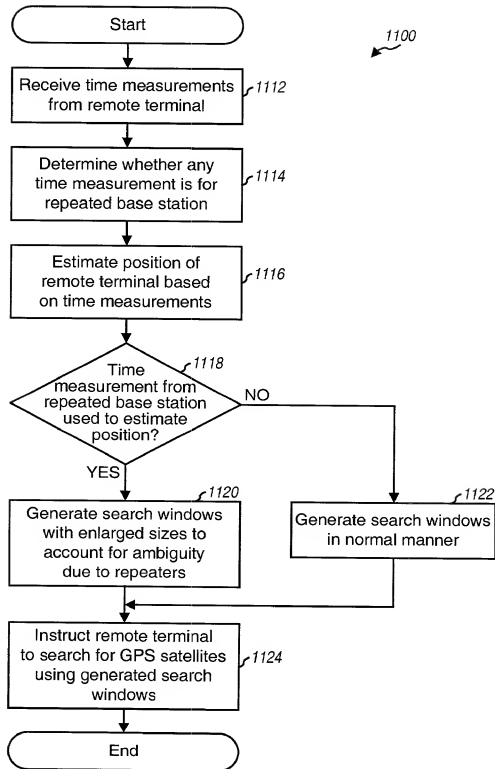 Start
1100
Receive time measurements
from remote terminal
1112
Determine whether any
time measurement is for
repeated base station
1114
Estimate position of
remote terminal based
on time measurements
1116
Time
measurement from
repeated base station
used to estimate
position?
1118
NO
YES
1120
Generate search windows
with enlarged sizes to
account for ambiguity
due to repeaters
1122
Generate search windows
in normal manner
Instruct remote terminal
to search for GPS satellites
using generated search
windows
1124
End